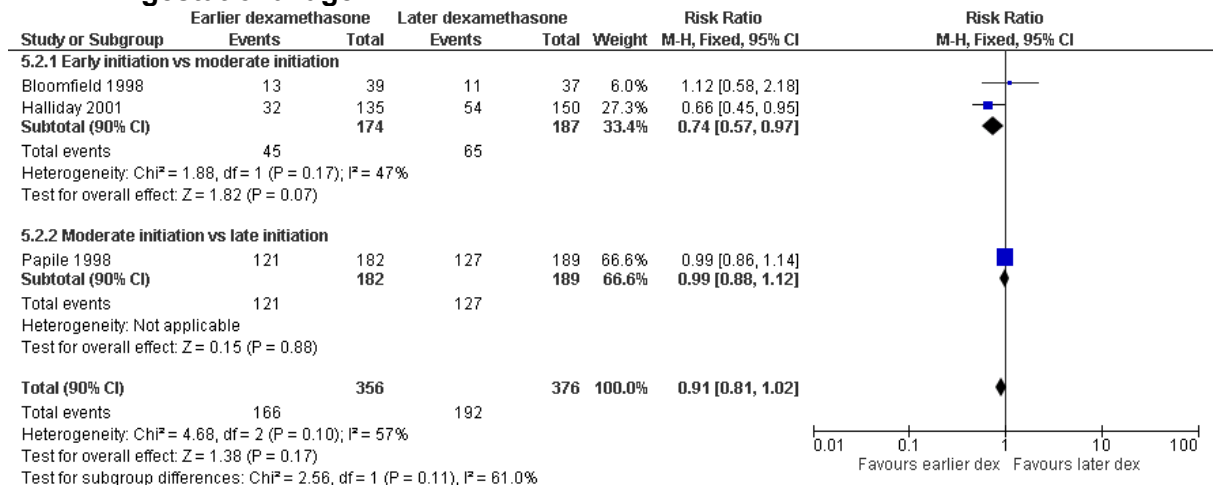 Earlier dexamethasone Later dexamethasone Risk Ratio Risk Ratio
Study or Subgroup Events Total Events Total Weight M-H, Fixed, 95% CI M-H, Fixed, 95% CI
5.2.1 Early initiation vs moderate initiation
Bloomfield 1998 13 39 11 37 6.0% 1.12 [0.58, 2.18]
Halliday 2001 32 135 54 150 27.3% 0.66 [0.45, 0.95]
Subtotal (90% CI) 174 187 33.4% 0.74 [0.57, 0.97]
Total events 45 65
Heterogeneity: Chi² = 1.88, df = 1 (P = 0.17); I² = 47%
Test for overall effect: Z = 1.82 (P = 0.07)
5.2.2 Moderate initiation vs late initiation
Papile 1998 121 182 127 189 66.6% 0.99 [0.86, 1.14]
Subtotal (90% CI) 182 189 66.6% 0.99 [0.88, 1.12]
Total events 121 127
Heterogeneity: Not applicable
Test for overall effect: Z = 0.15 (P = 0.88)
Total (90% CI) 356 376 100.0% 0.91 [0.81, 1.02]
Total events 166 192
Heterogeneity: Chi² = 4.68, df = 2 (P = 0.10); I² = 57%
Test for overall effect: Z = 1.38 (P = 0.17)
Test for subgroup differences: Chi² = 2.56, df = 1 (P = 0.11), I² = 61.0%
0.01 0.1 1 10 100
Favours earlier dex Favours later dex